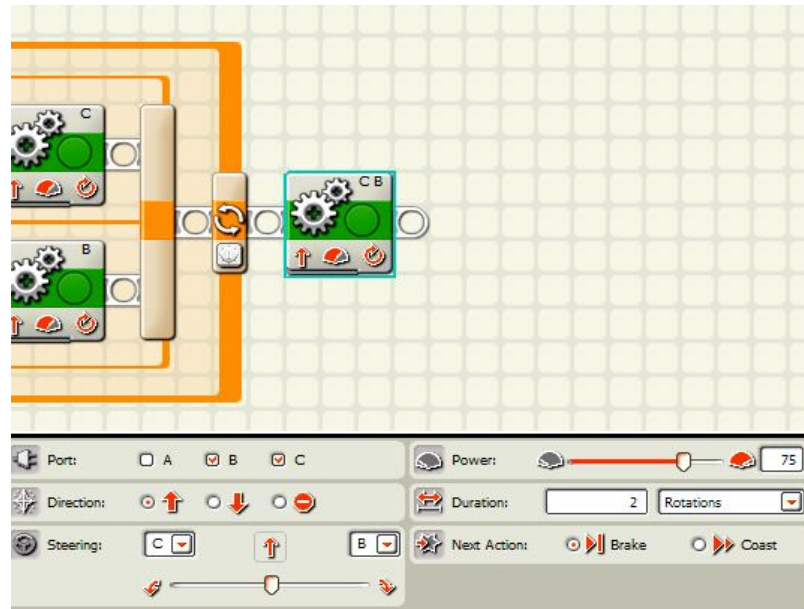 C
C B
B
Port: A B C
Power: 75
Direction:
Duration: 2 Rotations
Steering: C B
Next Action: Brake Coast